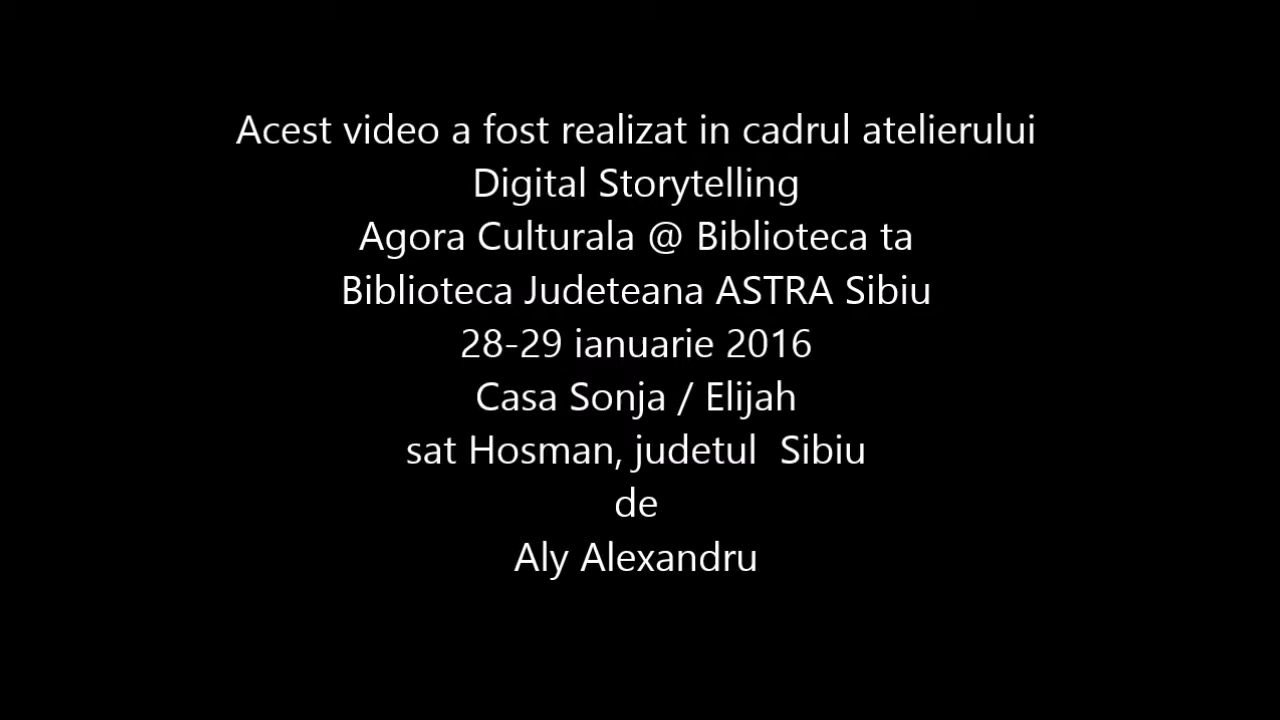 Acest video a fost realizat in cadrul atelierului
Digital Storytelling
Agora Culturala @ Biblioteca ta
Biblioteca Judeteana ASTRA Sibiu
28-29 ianuarie 2016
Casa Sonja / Elijah
sat Hosman, judetul  Sibiu
de
Aly Alexandru